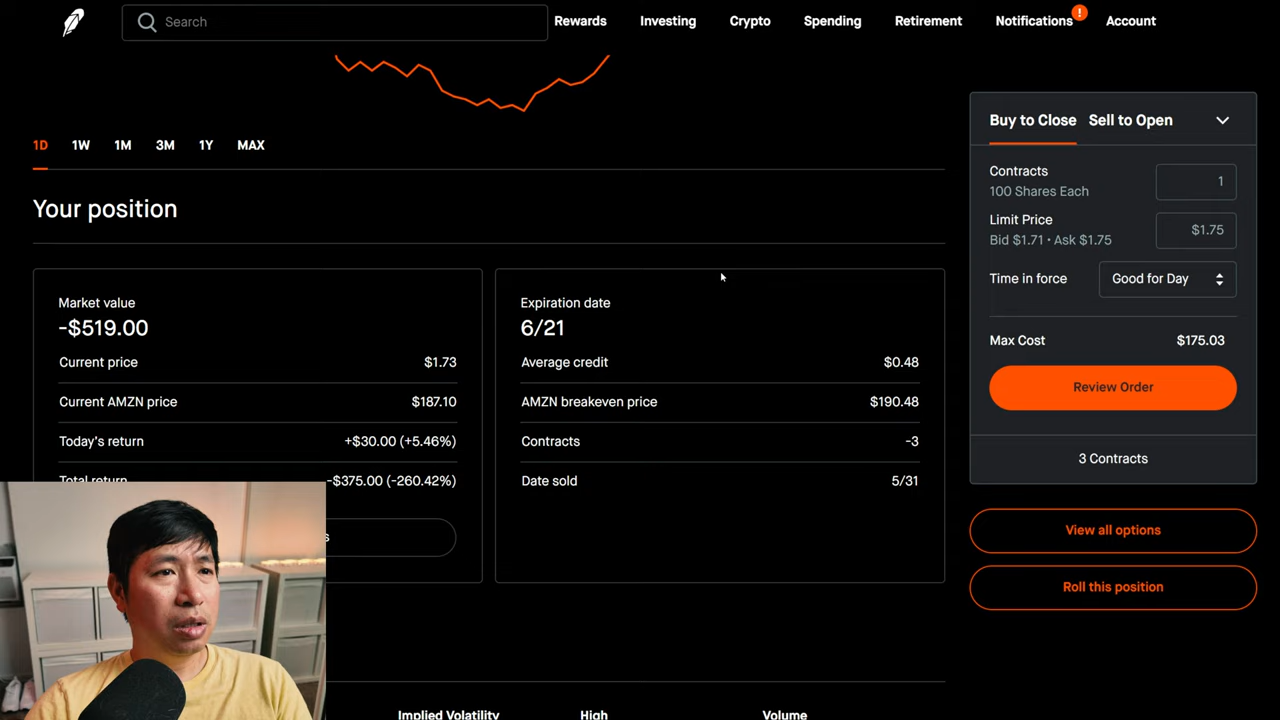 Search
Rewards
Investing
Crypto
Spending
Retirement
Notifications
!
Account
1D
1W
1M
3M
1Y
MAX
Your position
Market value
-$519.00
Current price $1.73
Current AMZN price $187.10
Today's return +$30.00 (+5.46%)
Total return -$375.00 (-260.42%)
s
Expiration date
6/21
Average credit $0.48
AMZN breakeven price $190.48
Contracts -3
Date sold 5/31
Buy to Close Sell to Open
Contracts
100 Shares Each
1
Limit Price
Bid $1.71 • Ask $1.75
$1.75
Time in force Good for Day
Max Cost $175.03
Review Order
3 Contracts
View all options
Roll this position
Implied Volatility
High
Volume